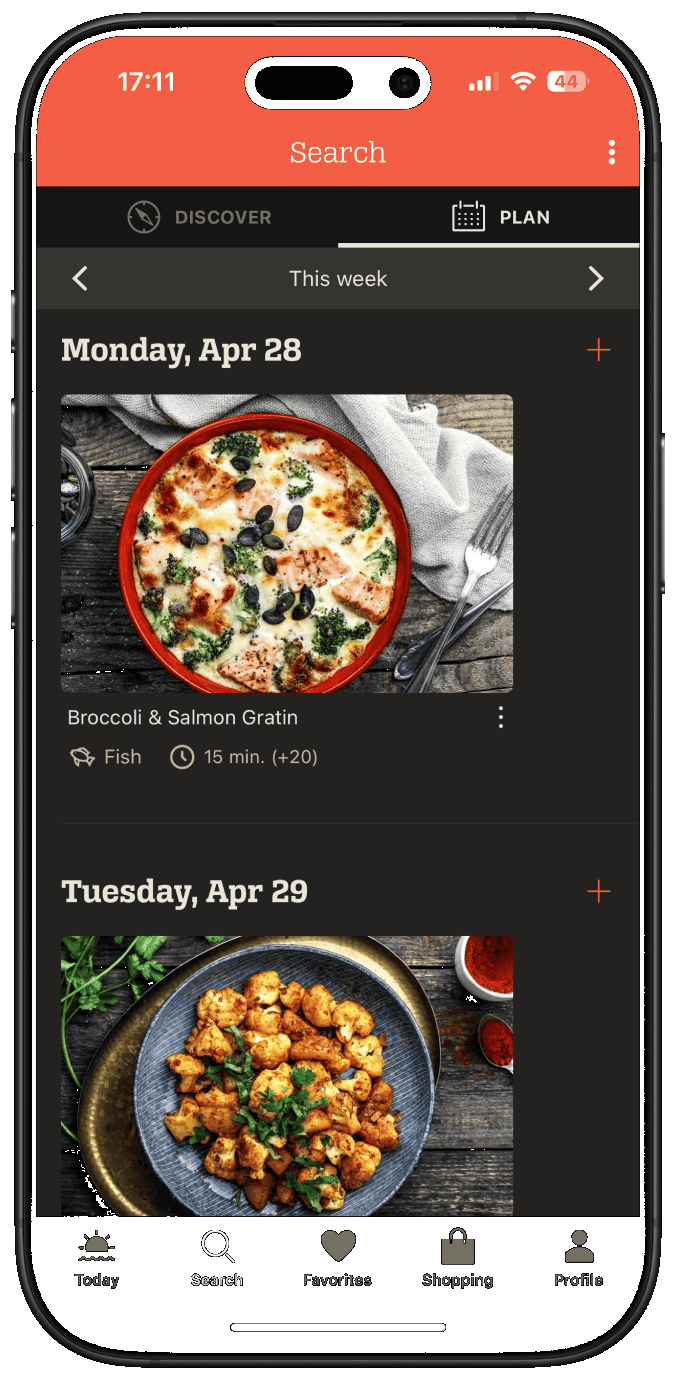 17:11
44
Search
DISCOVER
PLAN
This week
Monday, Apr 28
Broccoli & Salmon Gratin
Fish
15 min. (+20)
Tuesday, Apr 29
Today
Search
Favorites
Shopping
Profile